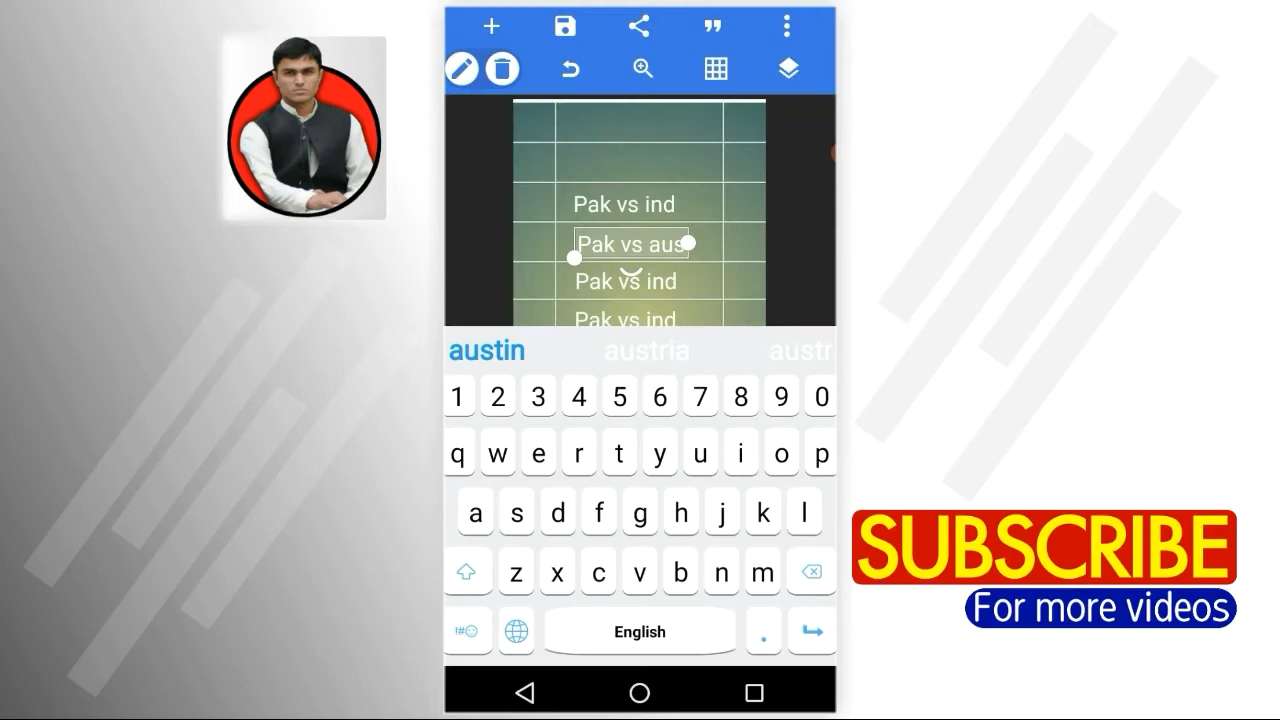 Pak vs ind
Pak vs aus
Pak vs ind
Pak vs ind
austin austria austr
1 2 3 4 5 6 7 8 9 0
q w e r t y u i o p
a s d f g h j k l
z x c v b n m
!#☺ English .
SUBSCRIBE
For more videos